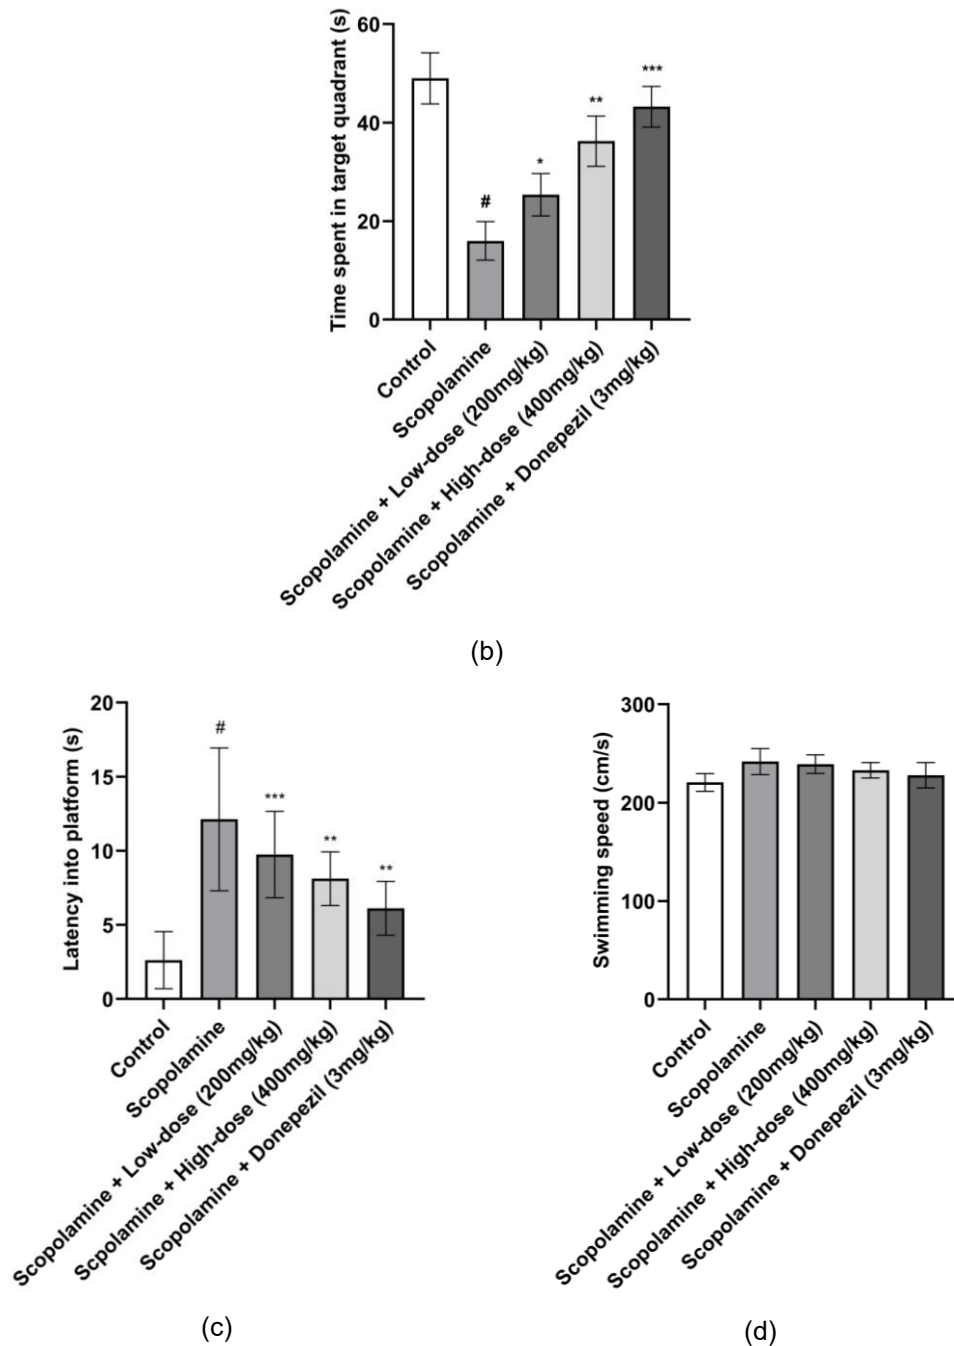 Time spent in target quadrant (s)
60
40
20
0
#
*
**
***
Control
Scopolamine
Scopolamine + Low-dose (200mg/kg)
Scopolamine + High-dose (400mg/kg)
Scopolamine + Donepezil (3mg/kg)
(b)
Latency into platform (s)
20
15
10
5
0
#
***
**
**
Control
Scopolamine
Scopolamine + Low-dose (200mg/kg)
Scpolamine + High-dose (400mg/kg)
Scopolamine + Donepezil (3mg/kg)
(c)
Swimming speed (cm/s)
300
200
100
0
Control
Scopolamine
Scopolamine + Low-dose (200mg/kg)
Scopolamine + High-dose (400mg/kg)
Scopolamine + Donepezil (3mg/kg)
(d)